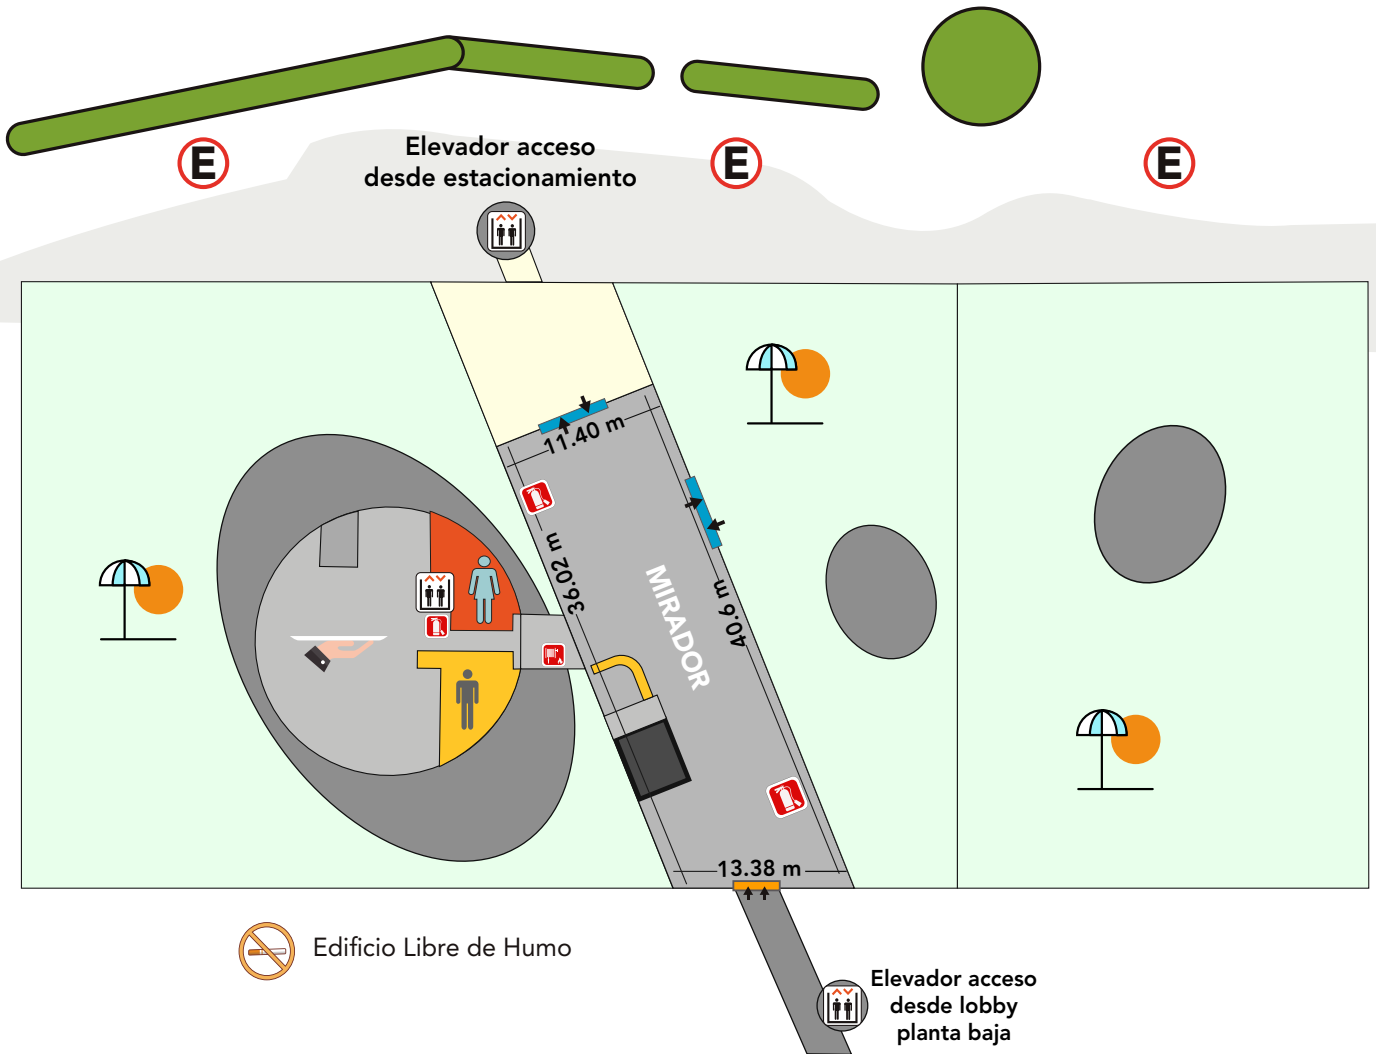 E
E
E
Elevador acceso
desde estacionamiento
11.40 m
36.02 m
MIRADOR
40.6 m
13.38 m
Edificio Libre de Humo
Elevador acceso
desde lobby
planta baja